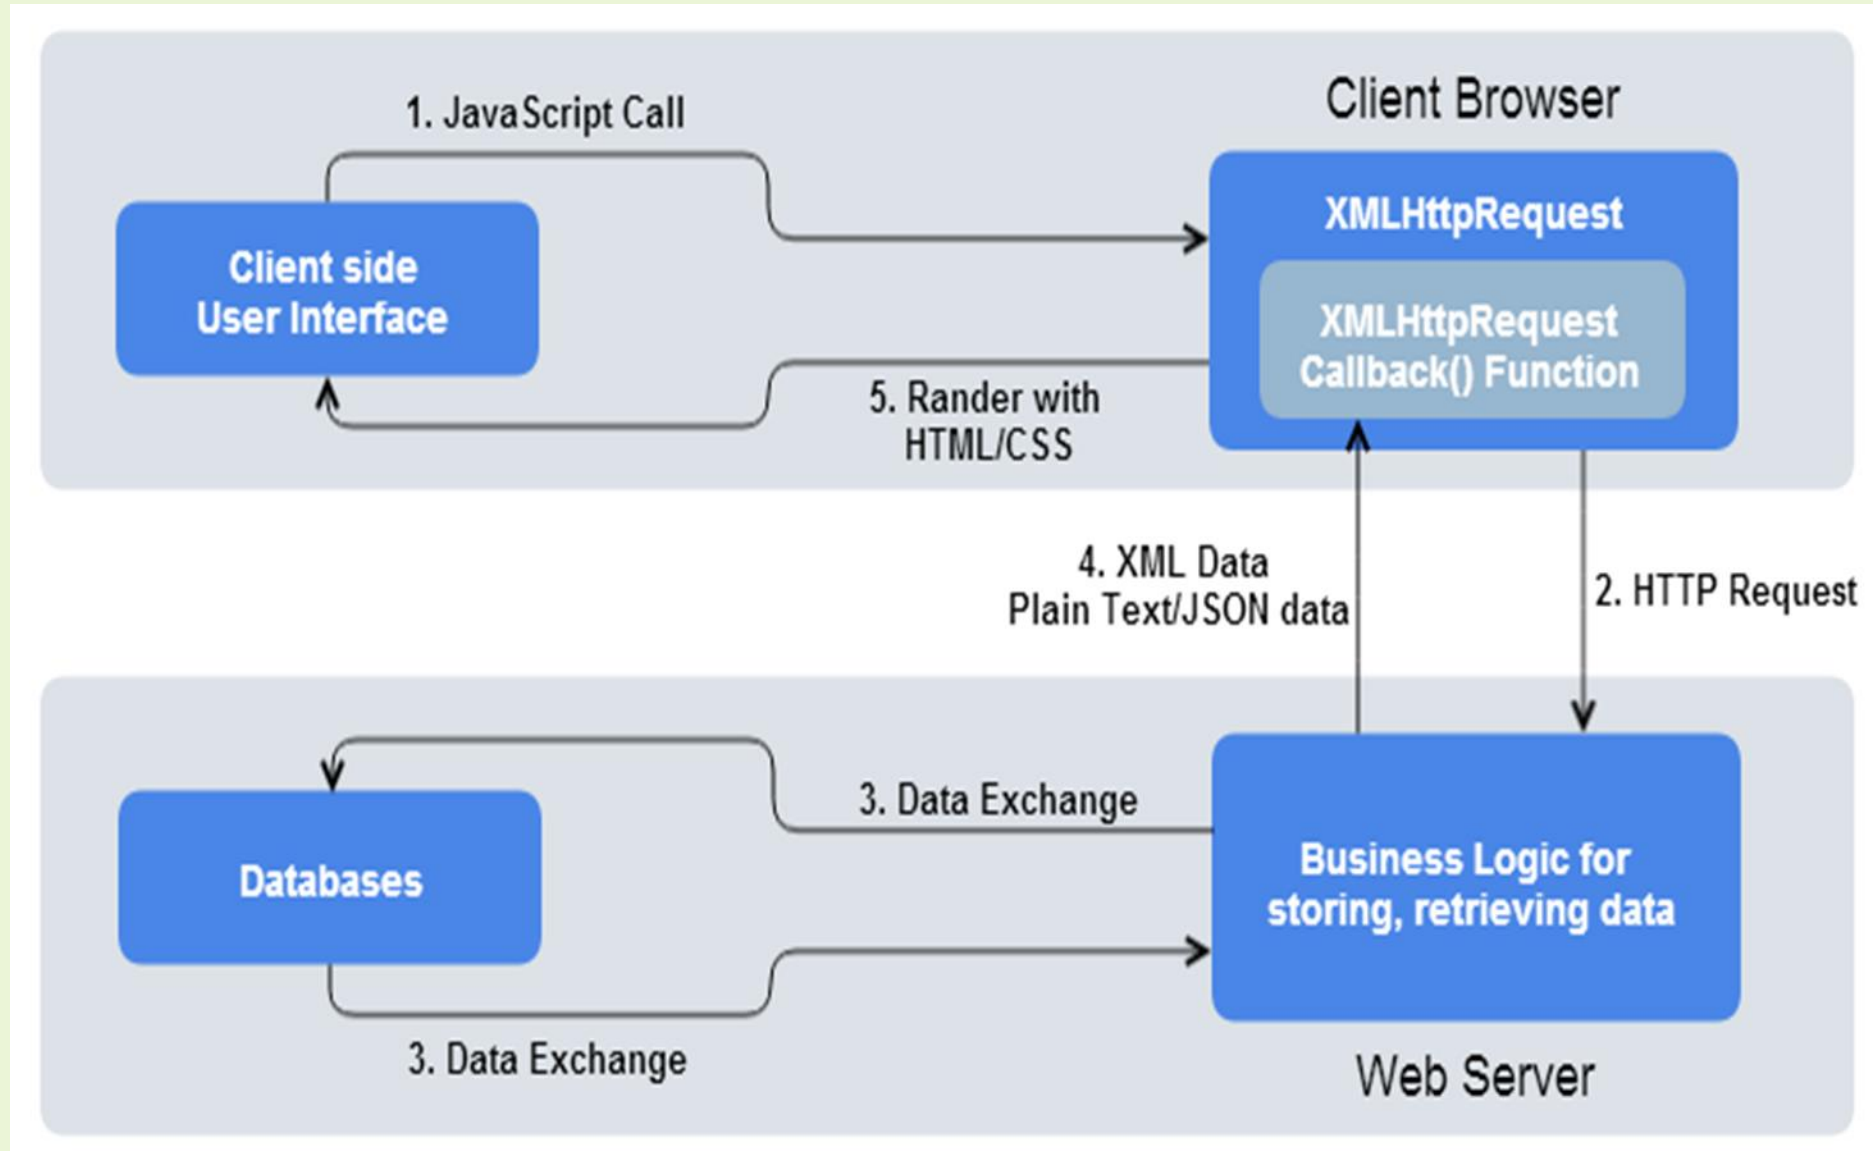 Client Browser
1. JavaScript Call
XMLHttpRequest
Client side
User Interface
XMLHttpRequest
Callback() Function
5. Rander with
HTML/CSS
4. XML Data
Plain Text/JSON data
2. HTTP Request
3. Data Exchange
Databases
Business Logic for
storing, retrieving data
3. Data Exchange
Web Server